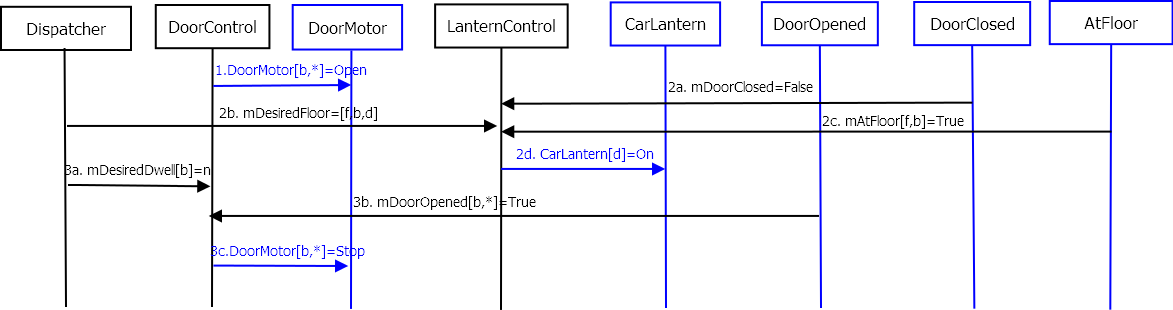 Dispatcher
DoorControl
DoorMotor
LanternControl
CarLantern
DoorOpened
DoorClosed
AtFloor
1.DoorMotor[b,*]=Open
2a. mDoorClosed=False
2b. mDesiredFloor=[f,b,d]
2c. mAtFloor[f,b]=True
2d. CarLantern[d]=On
3a. mDesiredDwell[b]=n
3b. mDoorOpened[b,*]=True
3c.DoorMotor[b,*]=Stop